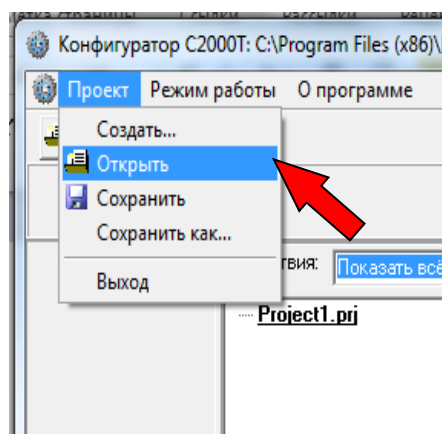 Конфигуратор С2000Т: C:\Program Files (x86)\
Проект Режим работы О программе
Создать...
Открыть
Сохранить
Сохранить как...
Выход
твия: Показать всё
Project1.prj